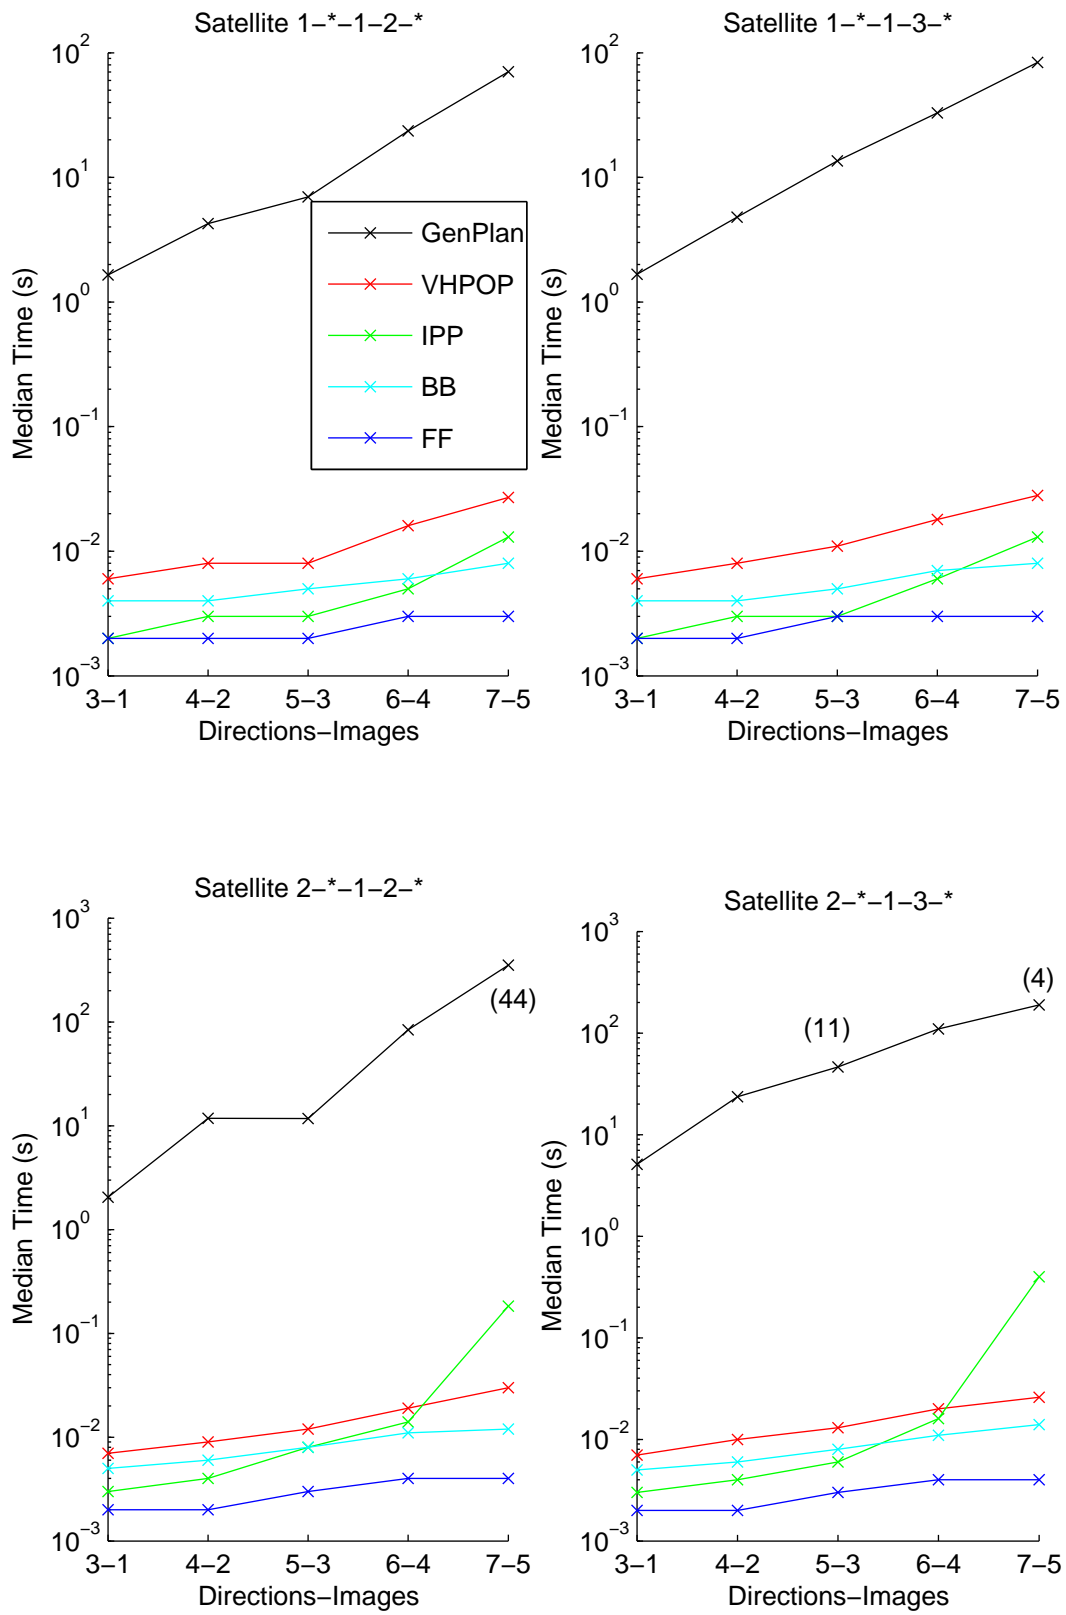 Satellite 1−*−1−2−*
10^2
10^1
10^0
10^−1
10^−2
10^−3
Median Time (s)
GenPlan
VHPOP
IPP
BB
FF
3−1 4−2 5−3 6−4 7−5
Directions−Images
Satellite 1−*−1−3−*
10^2
10^1
10^0
10^−1
10^−2
10^−3
Median Time (s)
3−1 4−2 5−3 6−4 7−5
Directions−Images
Satellite 2−*−1−2−*
10^3
10^2
10^1
10^0
10^−1
10^−2
10^−3
Median Time (s)
(44)
3−1 4−2 5−3 6−4 7−5
Directions−Images
Satellite 2−*−1−3−*
10^3
10^2
10^1
10^0
10^−1
10^−2
10^−3
Median Time (s)
(4)
(11)
3−1 4−2 5−3 6−4 7−5
Directions−Images